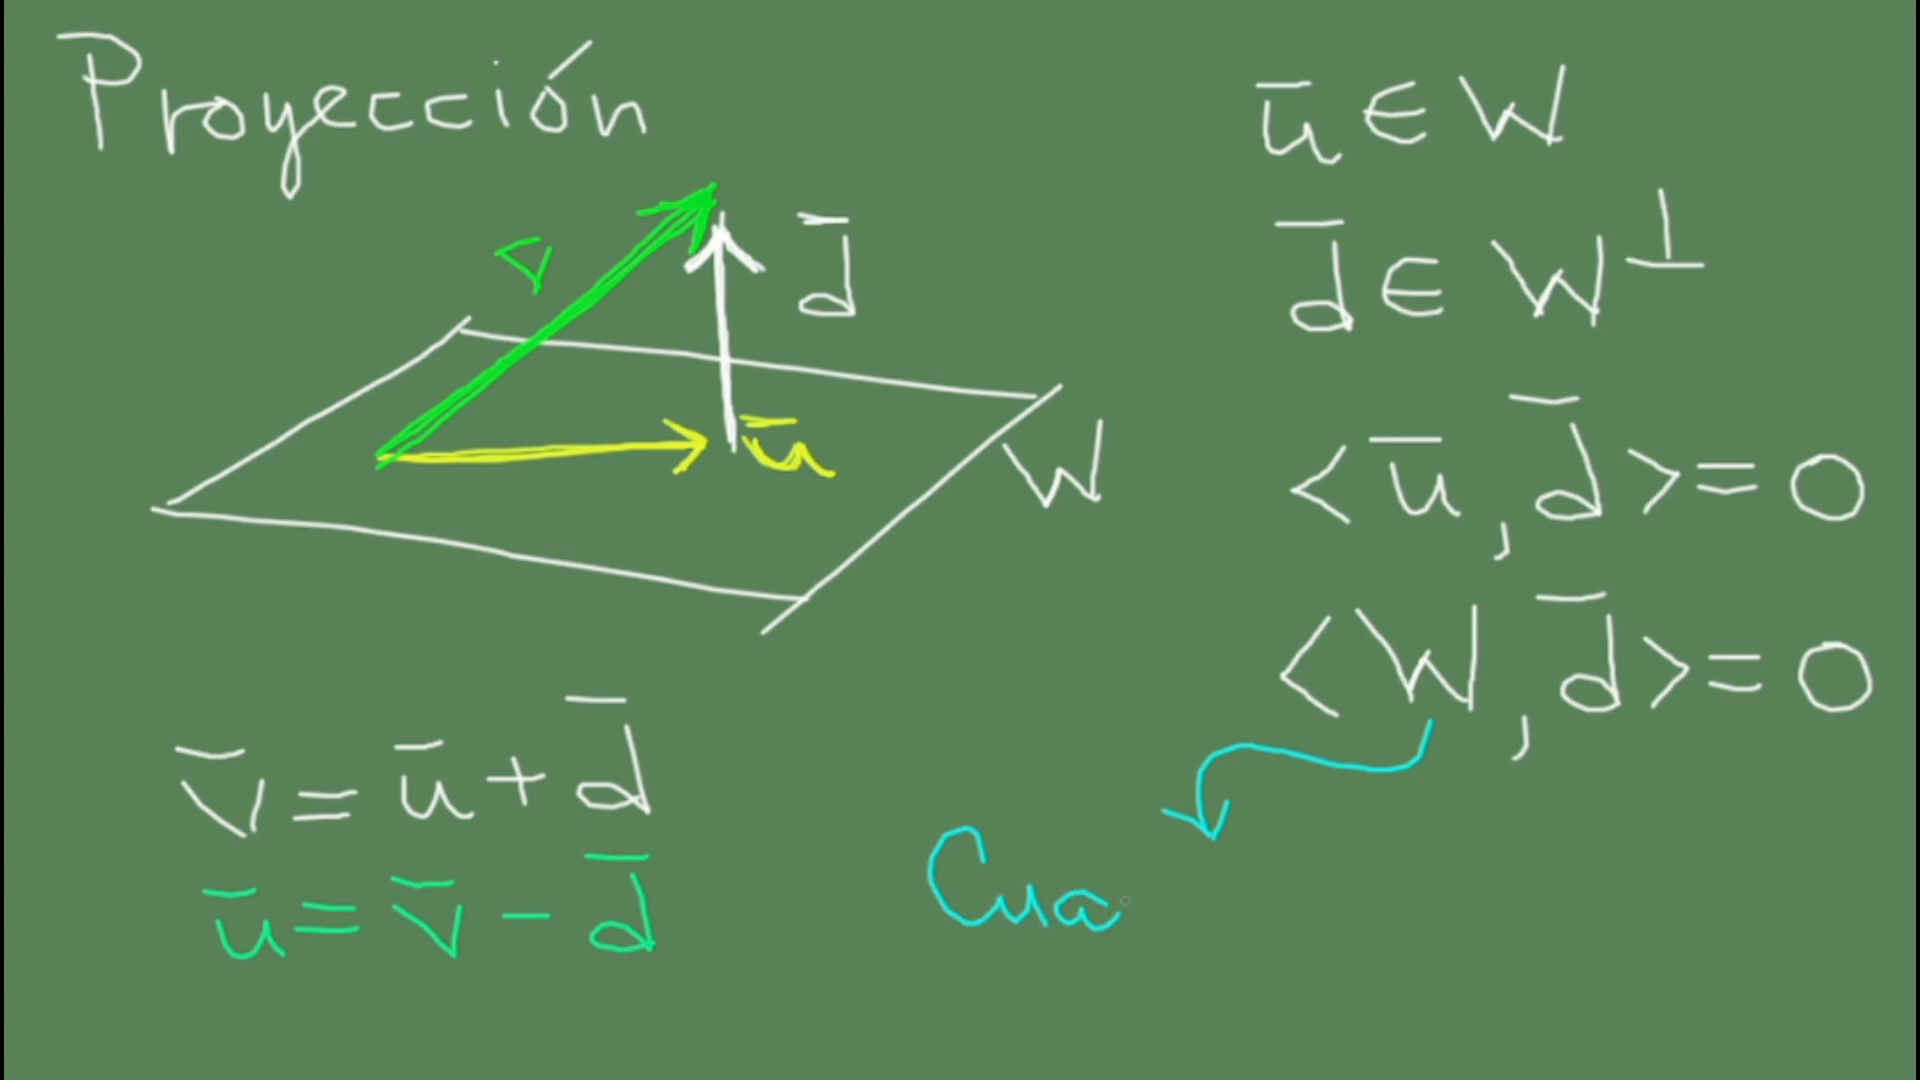 Proyección
v̅
d̅
u̅
W
v̅ = u̅ + d̅
u̅ = v̅ - d̅
u̅ ∈ W
d̅ ∈ W⊥
<u̅, d̅> = 0
<W, d̅> = 0
Cua